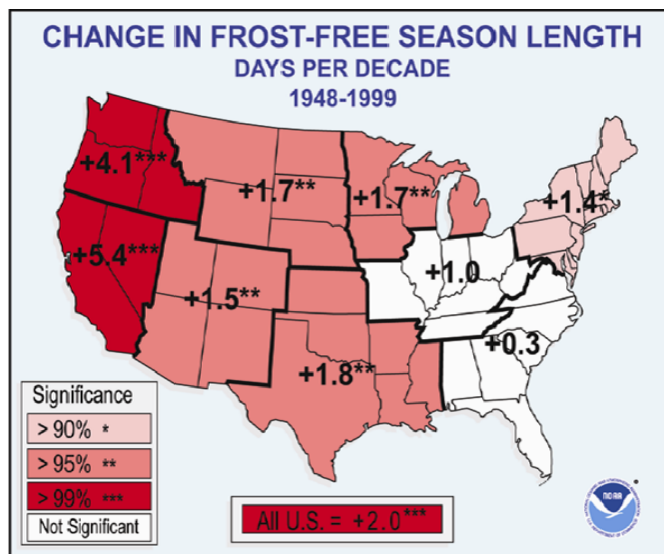 CHANGE IN FROST-FREE SEASON LENGTH
DAYS PER DECADE
1948-1999
+4.1***
+1.7**
+1.7**
+1.4*
+5.4***
+1.5**
+1.0
+1.8**
+0.3
Significance
> 90% *
> 95% **
> 99% ***
Not Significant
All U.S. = +2.0***
NOAA